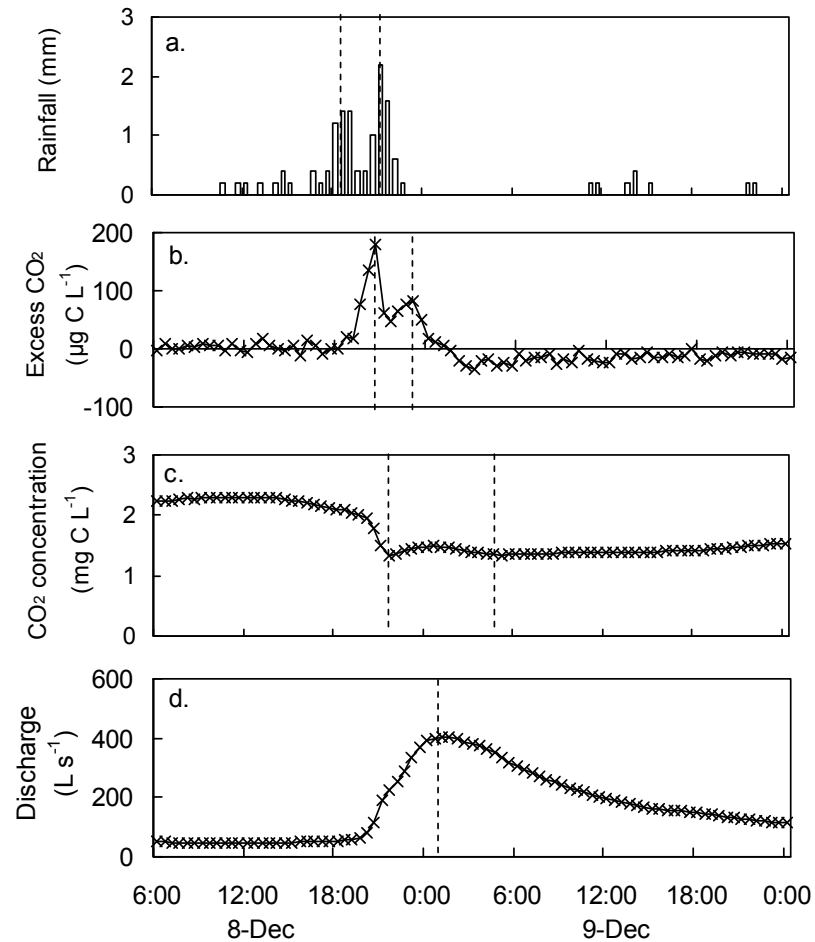 a.
Rainfall (mm)
3
2
1
0
b.
Excess CO₂
(µg C L⁻¹)
200
100
0
-100
c.
CO₂ concentration
(mg C L⁻¹)
3
2
1
0
d.
Discharge
(L s⁻¹)
600
400
200
0
6:00 12:00 18:00 0:00 6:00 12:00 18:00 0:00
8-Dec 9-Dec